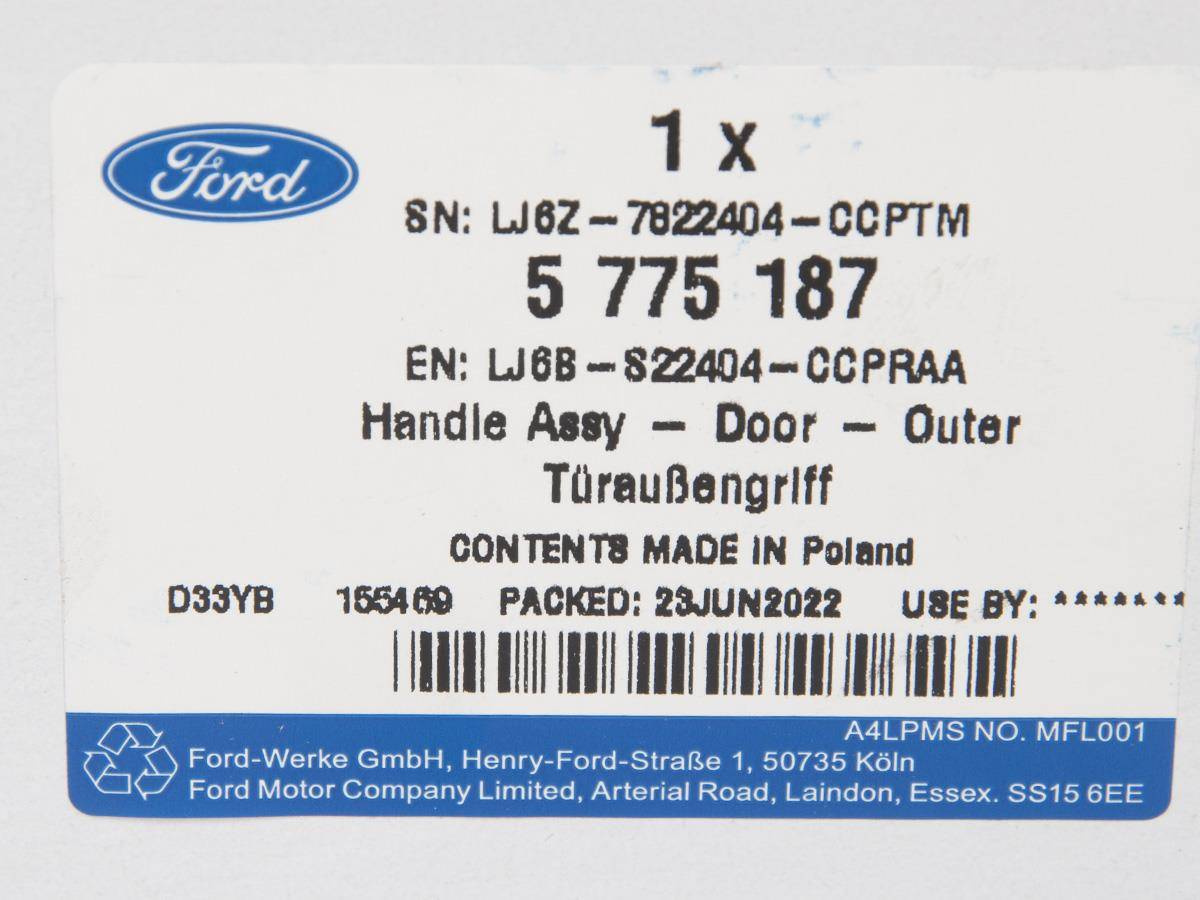 Ford
1 x
SN: LJ6Z-7822404-CCPTM
5 775 187
EN: LJ6B-S22404-CCPRAA
Handle Assy - Door - Outer
Türaußengriff
CONTENTS MADE IN Poland
D33YB 155469 PACKED: 23JUN2022 USE BY: *******
A4LPMS NO. MFL001
Ford-Werke GmbH, Henry-Ford-Straße 1, 50735 Köln
Ford Motor Company Limited, Arterial Road, Laindon, Essex. SS15 6EE